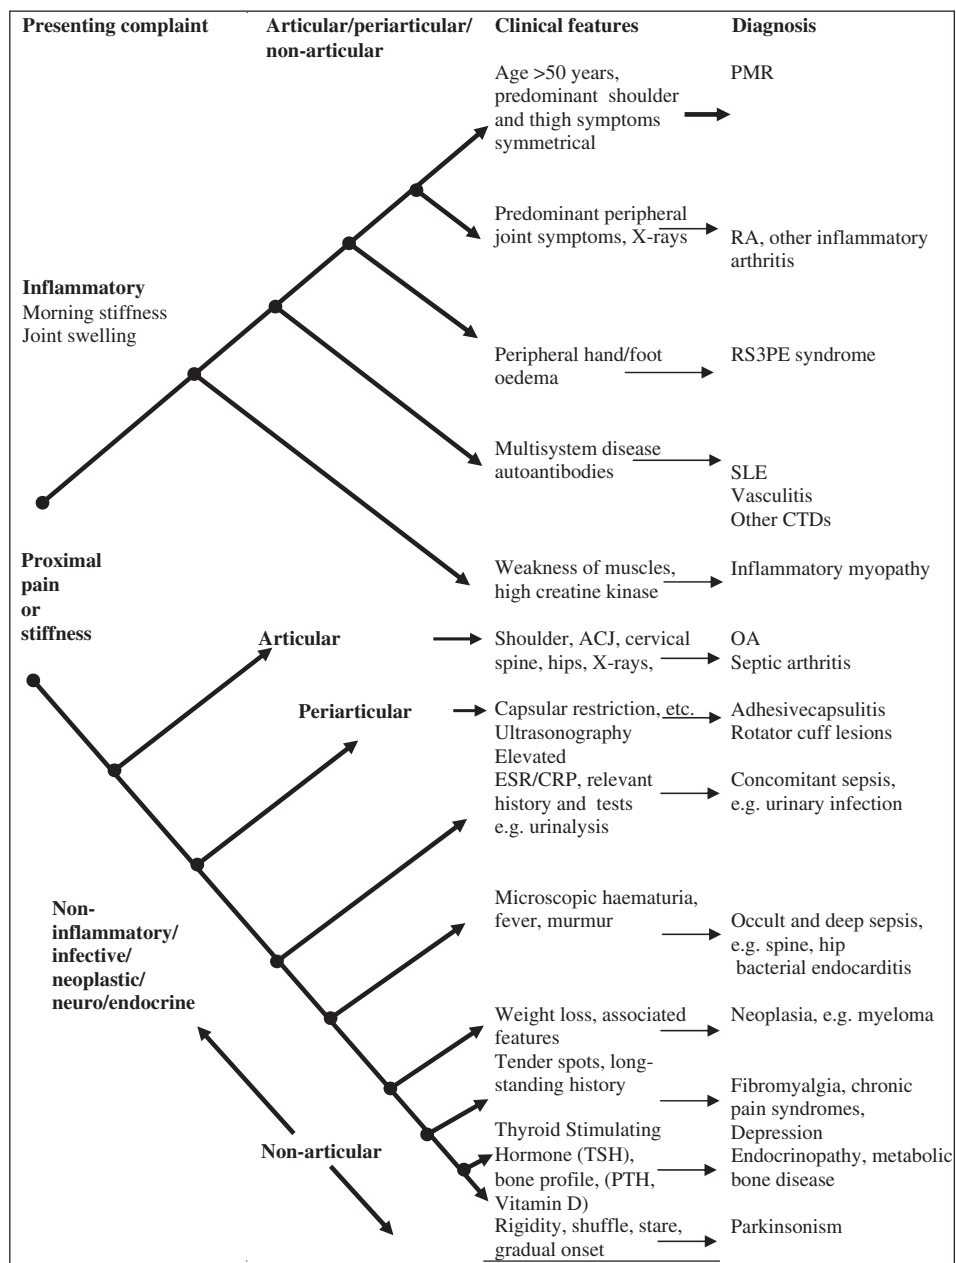 Presenting complaint
Articular/periarticular/
non-articular
Clinical features
Diagnosis
Age >50 years,
predominant shoulder
and thigh symptoms
symmetrical
PMR
Predominant peripheral
joint symptoms, X-rays
RA, other inflammatory
arthritis
Inflammatory
Morning stiffness
Joint swelling
Peripheral hand/foot
oedema
RS3PE syndrome
Multisystem disease
autoantibodies
SLE
Vasculitis
Other CTDs
Proximal
pain
or
stiffness
Weakness of muscles,
high creatine kinase
Inflammatory myopathy
Articular
Shoulder, ACJ, cervical
spine, hips, X-rays,
OA
Septic arthritis
Periarticular
Capsular restriction, etc.
Ultrasonography
Adhesivecapsulitis
Rotator cuff lesions
Elevated
ESR/CRP, relevant
history and tests
e.g. urinalysis
Concomitant sepsis,
e.g. urinary infection
Non-
inflammatory/
infective/
neoplastic/
neuro/endocrine
Microscopic haematuria,
fever, murmur
Occult and deep sepsis,
e.g. spine, hip
bacterial endocarditis
Weight loss, associated
features
Neoplasia, e.g. myeloma
Tender spots, long-
standing history
Fibromyalgia, chronic
pain syndromes,
Depression
Non-articular
Thyroid Stimulating
Hormone (TSH),
bone profile, (PTH,
Vitamin D)
Endocrinopathy, metabolic
bone disease
Rigidity, shuffle, stare,
gradual onset
Parkinsonism